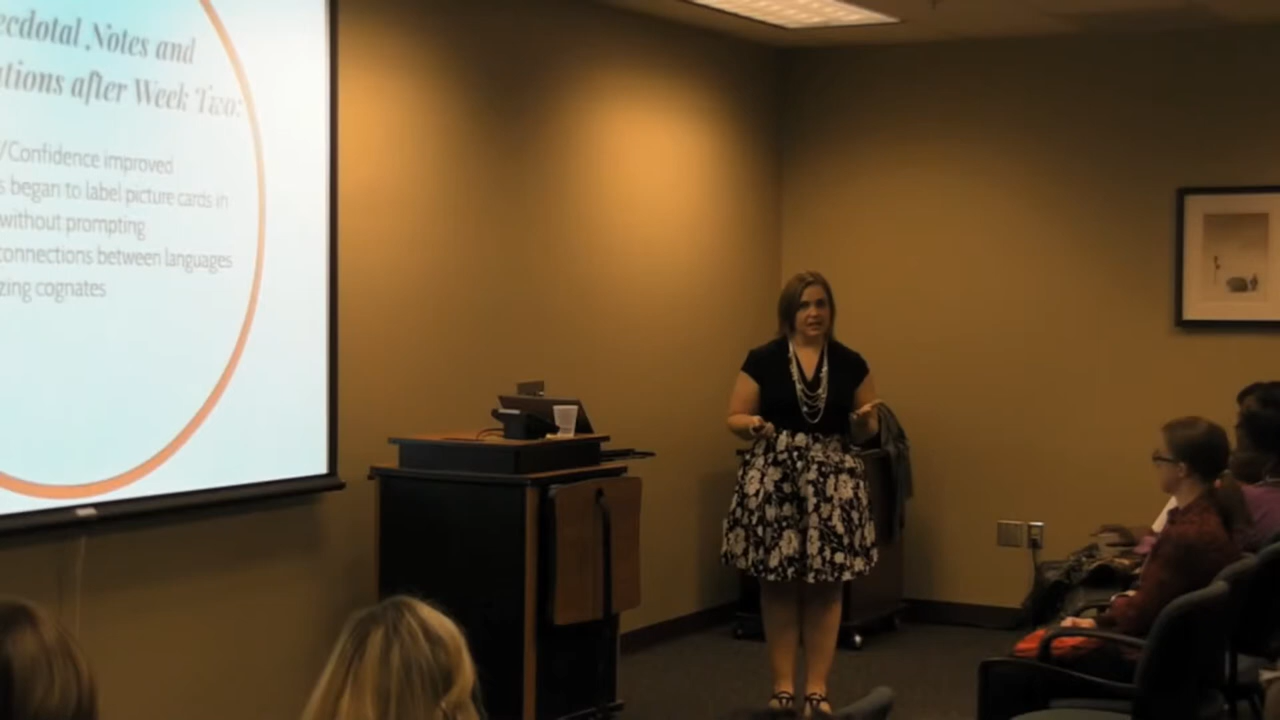 ecdotal Notes and
ations after Week Two:
/Confidence improved
s began to label picture cards in
without prompting
connections between languages
zing cognates